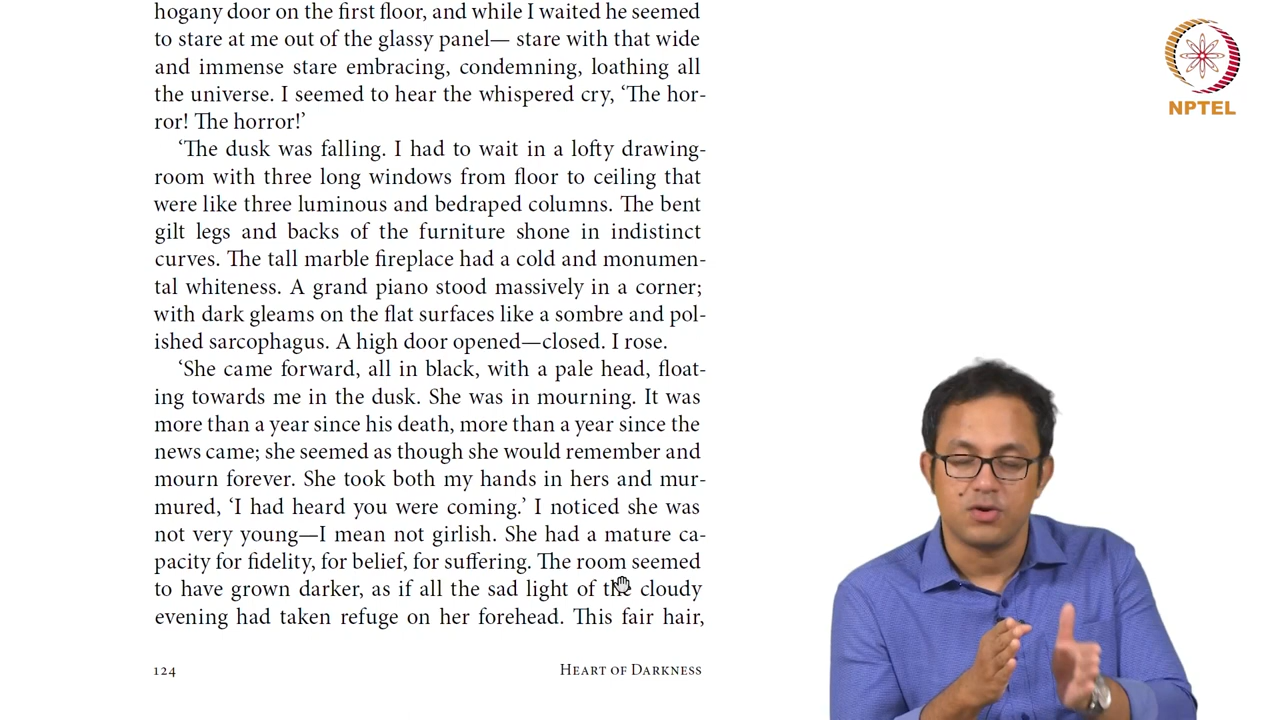 hogany door on the first floor, and while I waited he seemed
to stare at me out of the glassy panel— stare with that wide
and immense stare embracing, condemning, loathing all
the universe. I seemed to hear the whispered cry, ‘The hor-
ror! The horror!’
‘The dusk was falling. I had to wait in a lofty drawing-
room with three long windows from floor to ceiling that
were like three luminous and bedraped columns. The bent
gilt legs and backs of the furniture shone in indistinct
curves. The tall marble fireplace had a cold and monumen-
tal whiteness. A grand piano stood massively in a corner;
with dark gleams on the flat surfaces like a sombre and pol-
ished sarcophagus. A high door opened—closed. I rose.
‘She came forward, all in black, with a pale head, float-
ing towards me in the dusk. She was in mourning. It was
more than a year since his death, more than a year since the
news came; she seemed as though she would remember and
mourn forever. She took both my hands in hers and mur-
mured, ‘I had heard you were coming.’ I noticed she was
not very young—I mean not girlish. She had a mature ca-
pacity for fidelity, for belief, for suffering. The room seemed
to have grown darker, as if all the sad light of the cloudy
evening had taken refuge on her forehead. This fair hair,
124 HEART OF DARKNESS
NPTEL